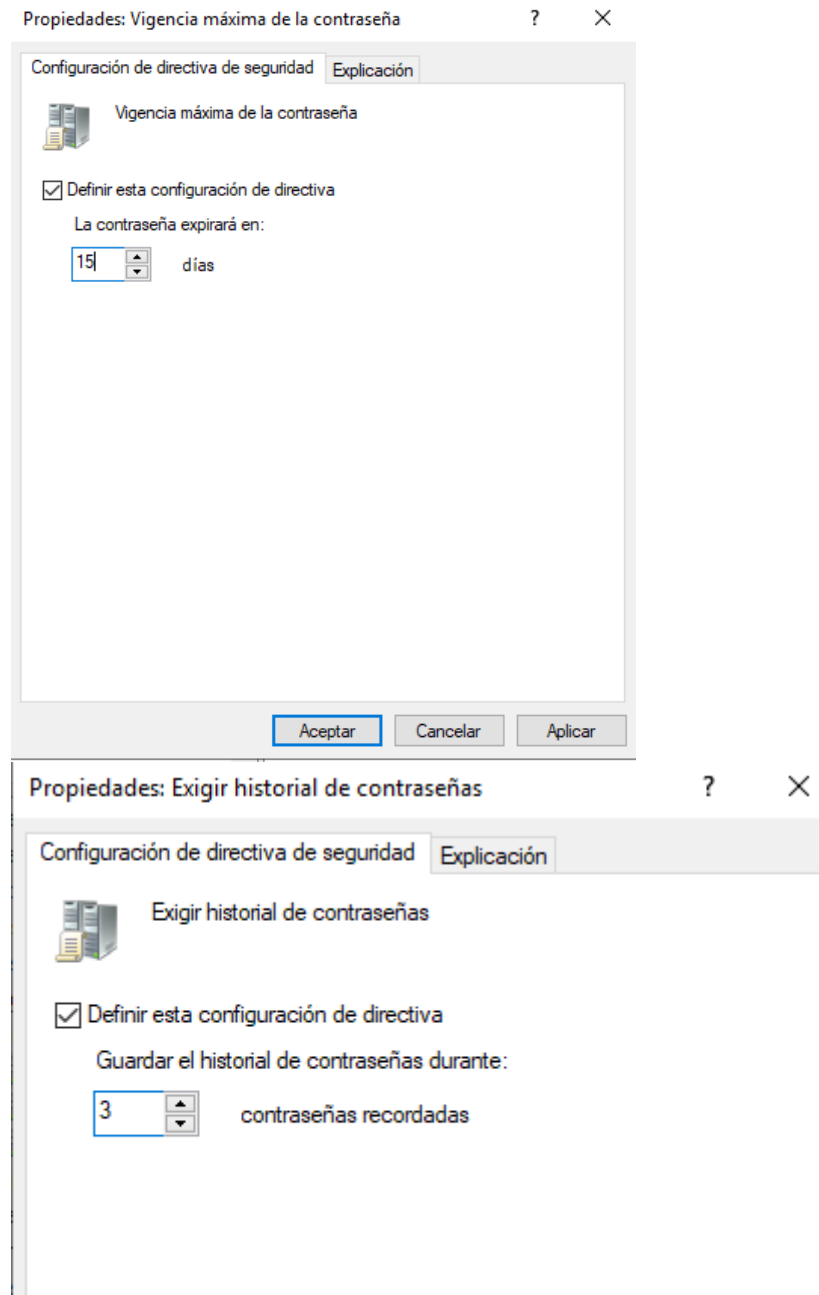 Propiedades: Vigencia máxima de la contraseña ?
Configuración de directiva de seguridad Explicación
Vigencia máxima de la contraseña
Definir esta configuración de directiva
La contraseña expirará en:
15 días
Aceptar Cancelar Aplicar
Propiedades: Exigir historial de contraseñas ?
Configuración de directiva de seguridad Explicación
Exigir historial de contraseñas
Definir esta configuración de directiva
Guardar el historial de contraseñas durante:
3 contraseñas recordadas